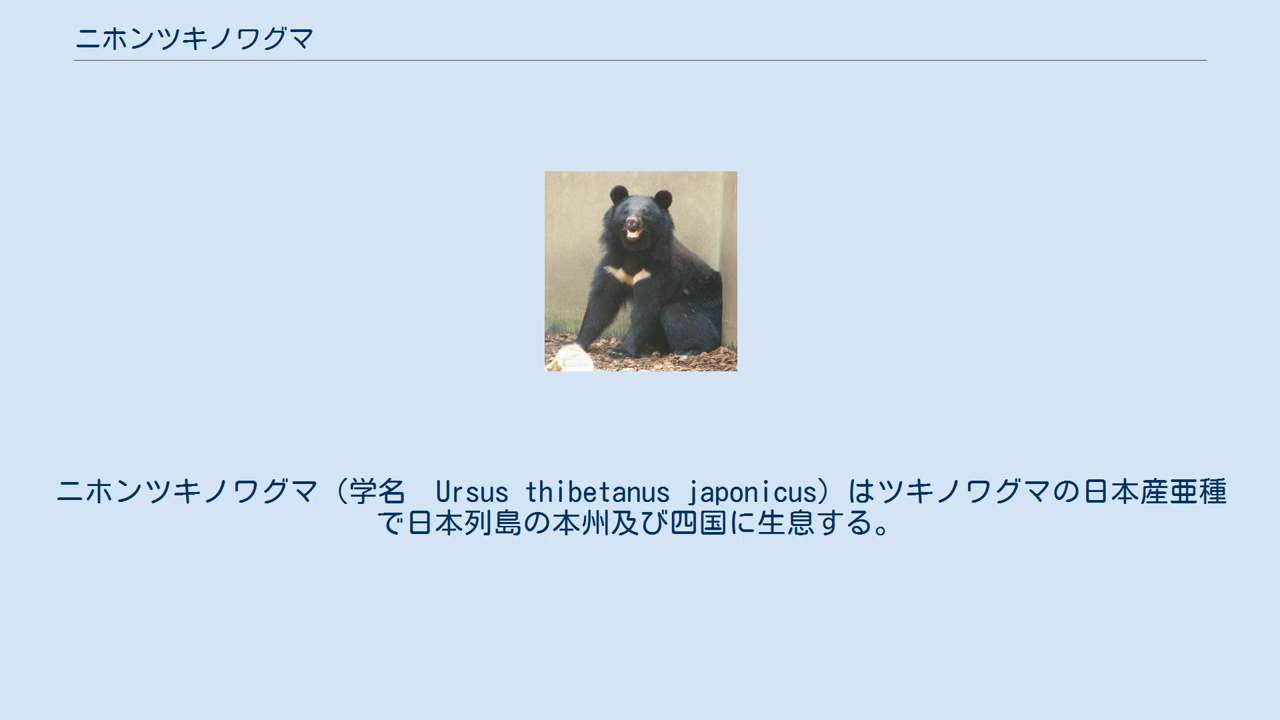 ニホンツキノワグマ
ニホンツキノワグマ（学名　Ursus thibetanus japonicus）はツキノワグマの日本産亜種
で日本列島の本州及び四国に生息する。